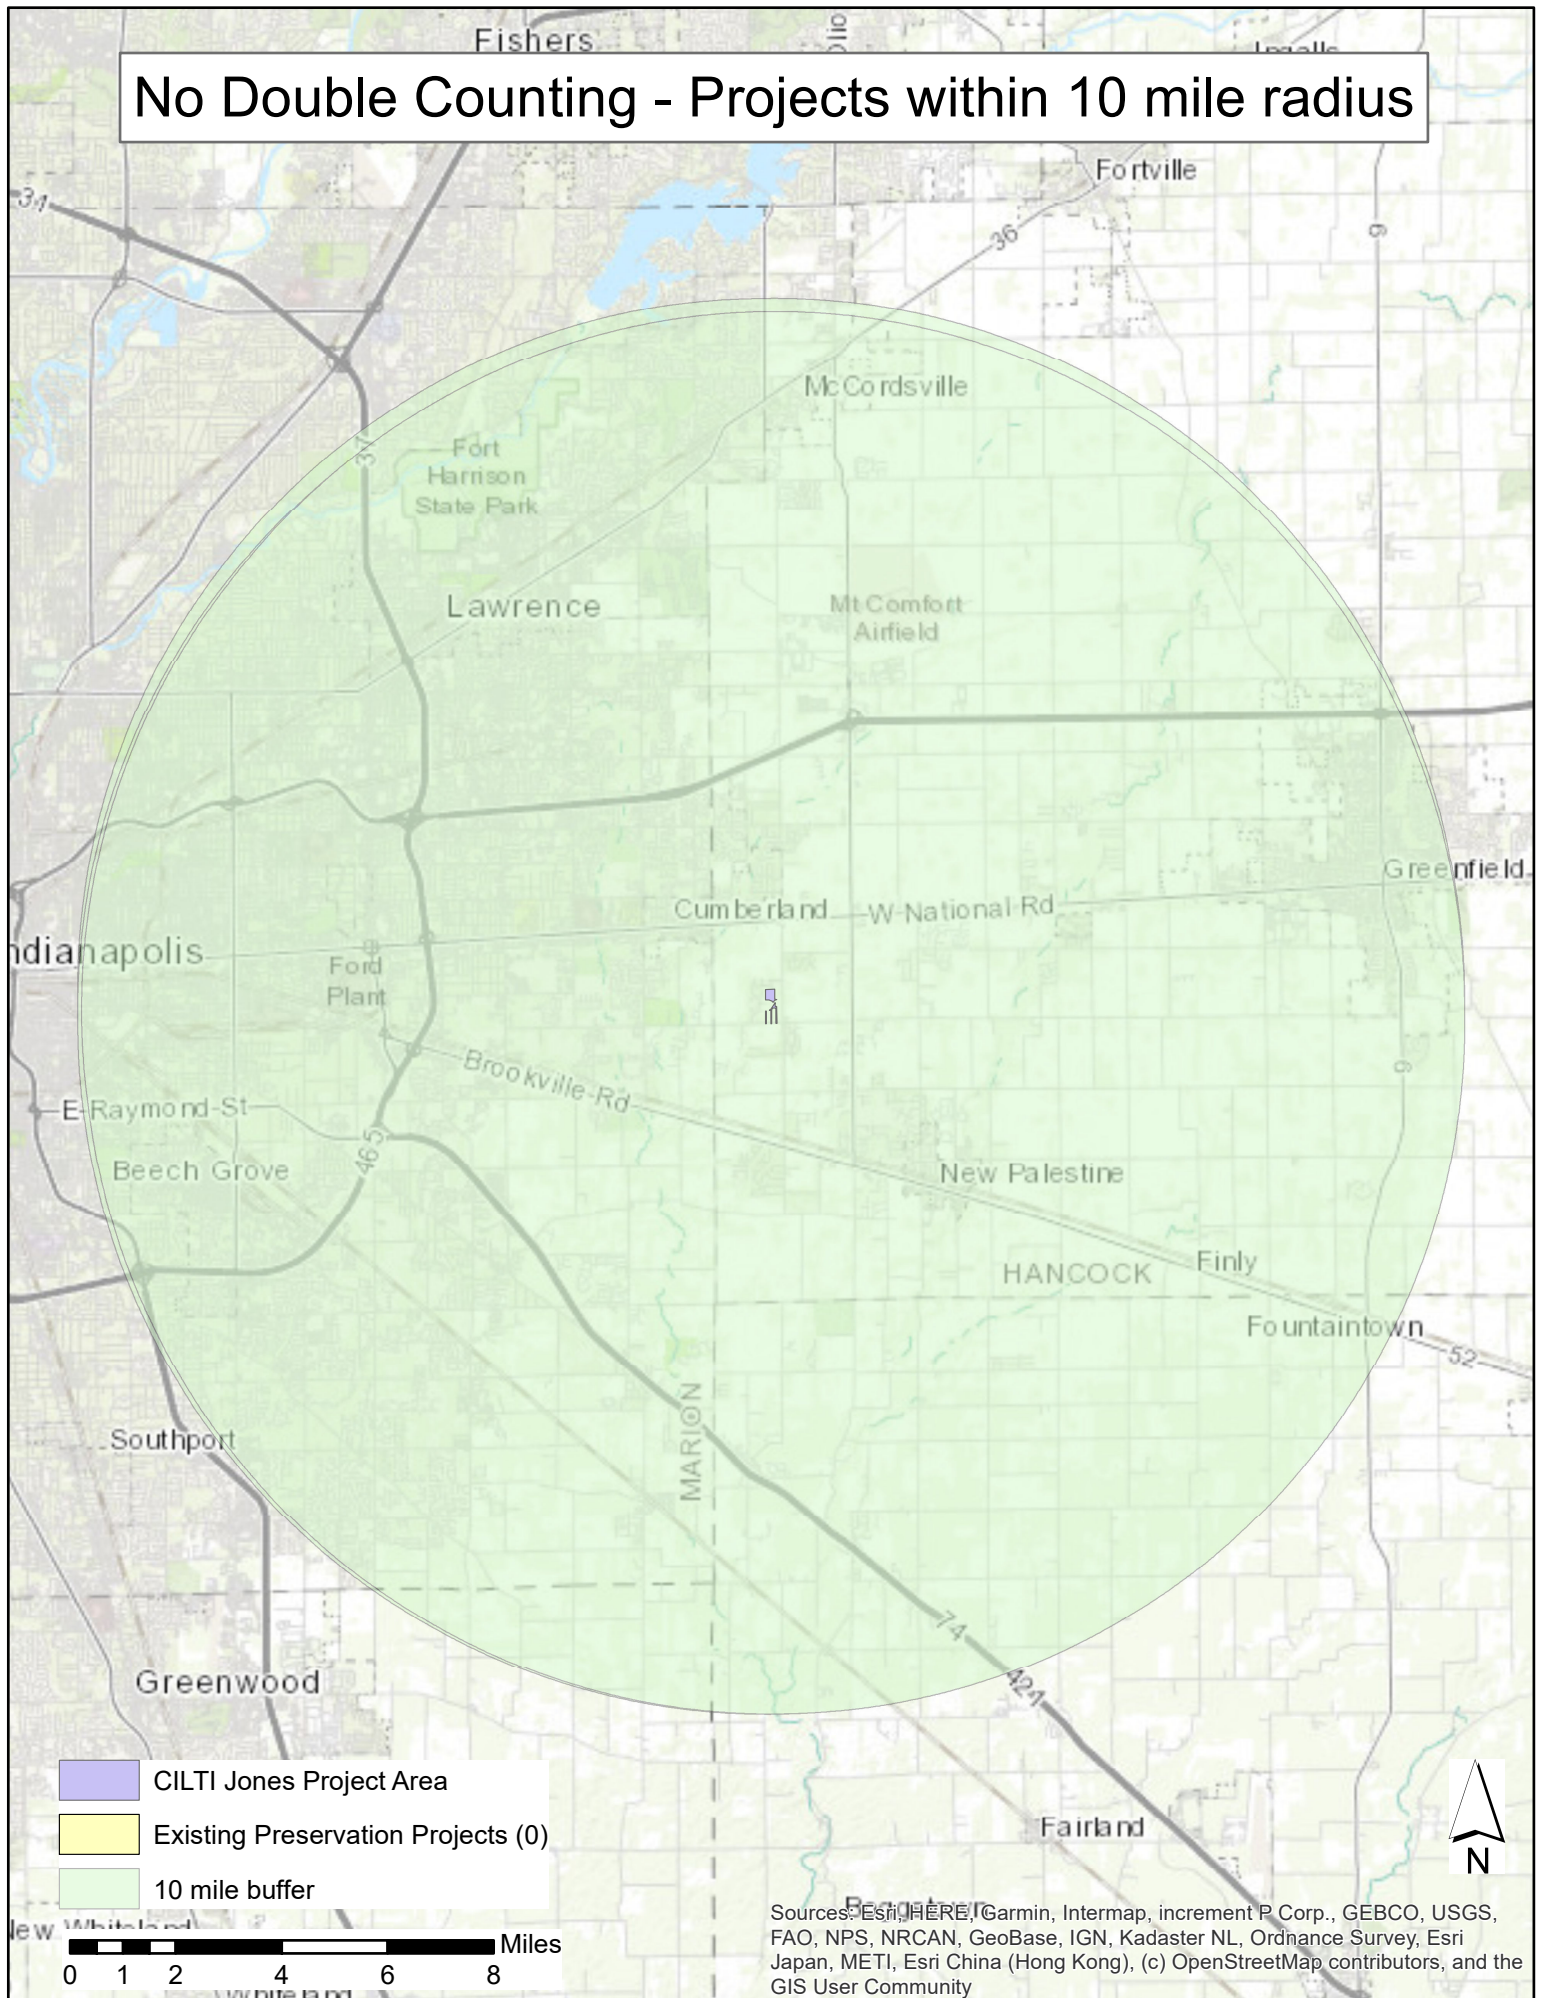 Fishers
No Double Counting - Projects within 10 mile radius
Fortville
31
36
9
McCordsville
37
Fort
Harrison
State Park
Lawrence
Mt Comfort
Airfield
Greenfield
Cumberland
W National Rd
ndianapolis
Ford
Plant
Brookville-Rd
9
E-Raymond-St
465
Beech Grove
New Palestine
HANCOCK
Finly
Fountaintown
52
MARION
Southport
74
421
Greenwood
CILTI Jones Project Area
Existing Preservation Projects (0)
10 mile buffer
Fairland
N
Miles
0 1 2 4 6 8
Sources: Esri, HERE, Garmin, Intermap, increment P Corp., GEBCO, USGS,
FAO, NPS, NRCAN, GeoBase, IGN, Kadaster NL, Ordnance Survey, Esri
Japan, METI, Esri China (Hong Kong), (c) OpenStreetMap contributors, and the
GIS User Community